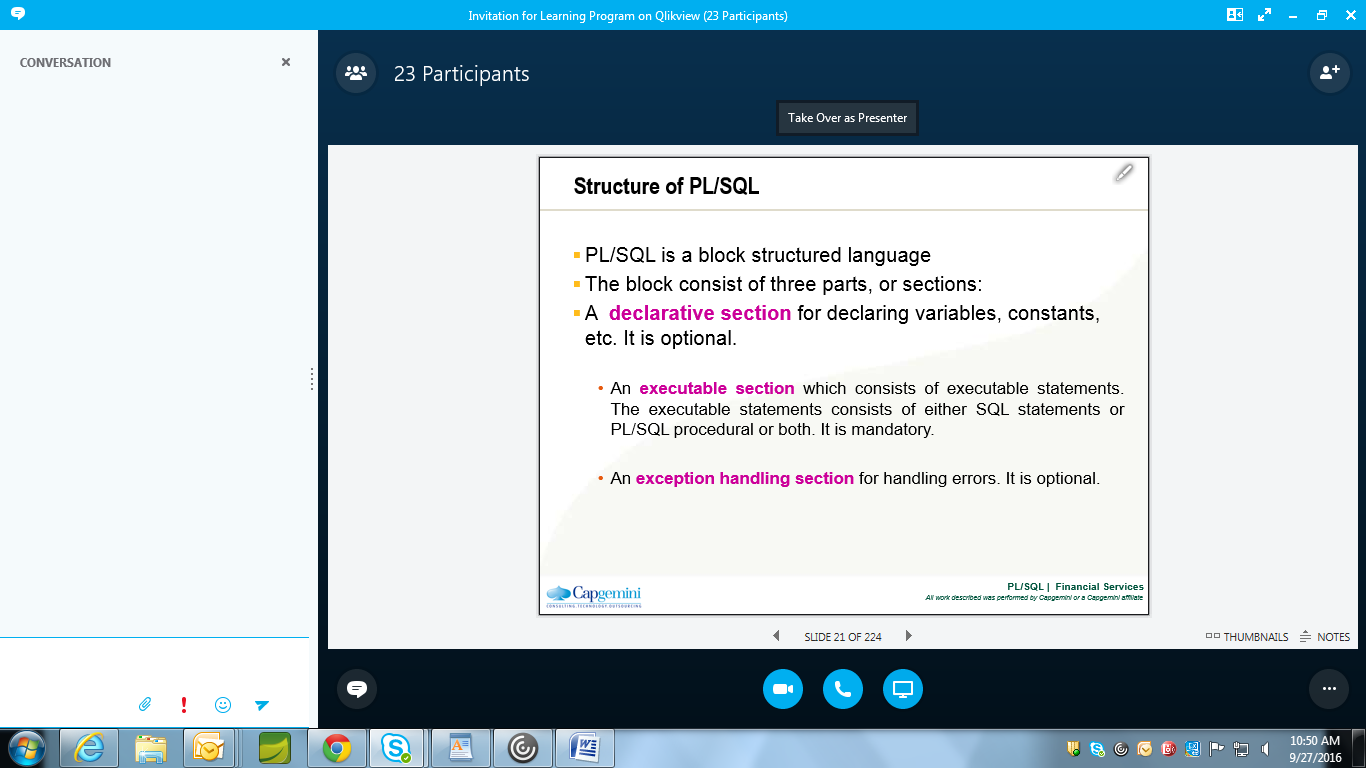 Invitation for Learning Program on Qlikview (23 Participants)
CONVERSATION
23 Participants
Take Over as Presenter
Structure of PL/SQL
PL/SQL is a block structured language
The block consist of three parts, or sections:
A declarative section for declaring variables, constants,
etc. It is optional.
An executable section which consists of executable statements.
The executable statements consists of either SQL statements or
PL/SQL procedural or both. It is mandatory.
An exception handling section for handling errors. It is optional.
Capgemini
CONSULTING.TECHNOLOGY.OUTSOURCING
PL/SQL | Financial Services
All work described was performed by Capgemini or a Capgemini affiliate
SLIDE 21 OF 224
THUMBNAILS
NOTES
10:50 AM
9/27/2016